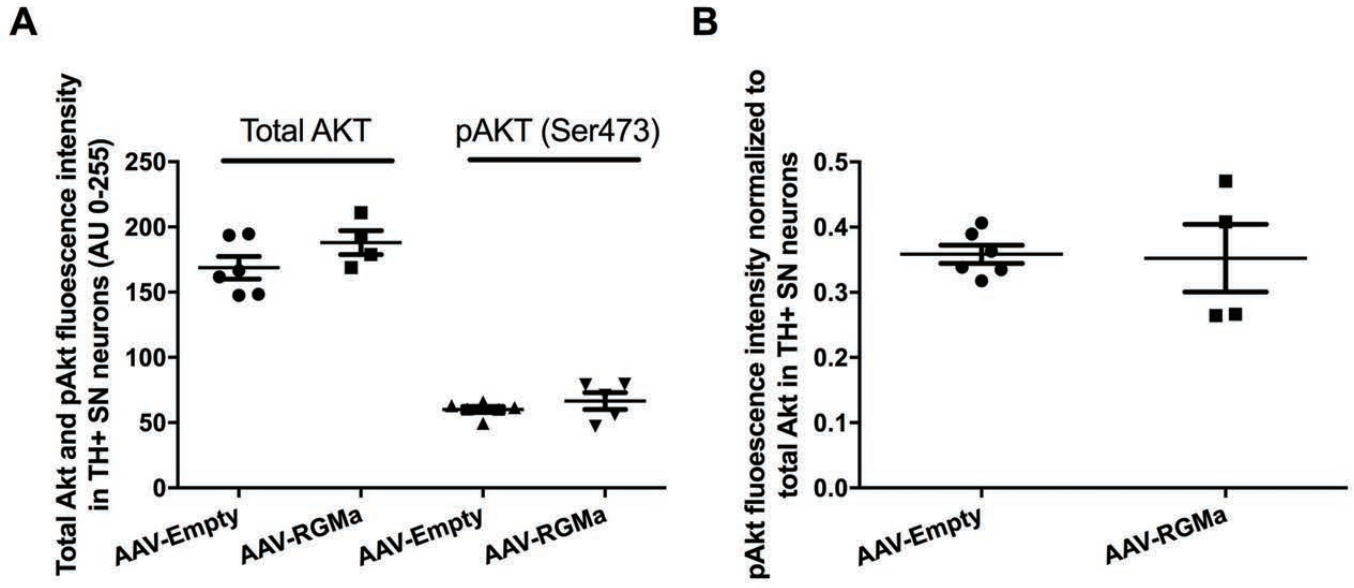 A
Total Akt and pAkt fluoescence intensity
in TH+ SN neurons (AU 0-255)
Total AKT
pAKT (Ser473)
250
200
150
100
50
0
AAV-Empty
AAV-RGMa
AAV-Empty
AAV-RGMa
B
pAkt fluoescence intensity normalized to
total Akt in TH+ SN neurons
0.5
0.4
0.3
0.2
0.1
0.0
AAV-Empty
AAV-RGMa